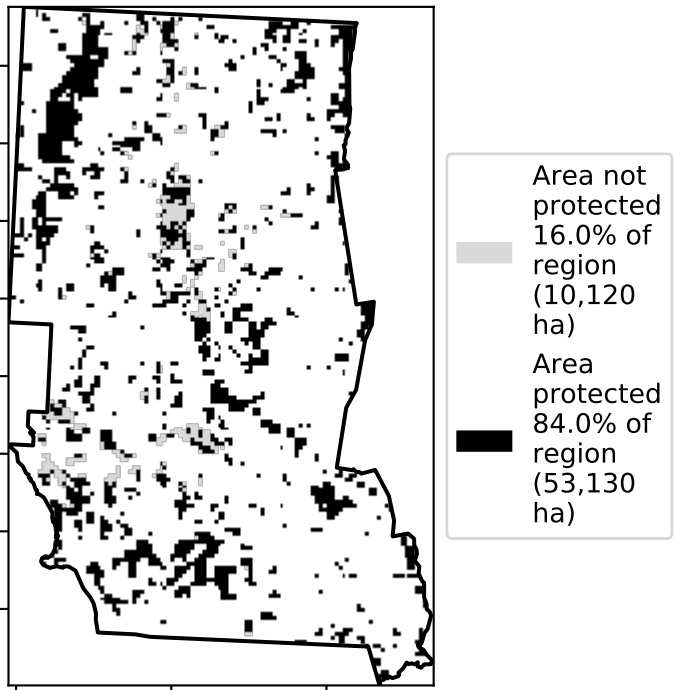 Area not
protected
16.0% of
region
(10,120
ha)
Area
protected
84.0% of
region
(53,130
ha)